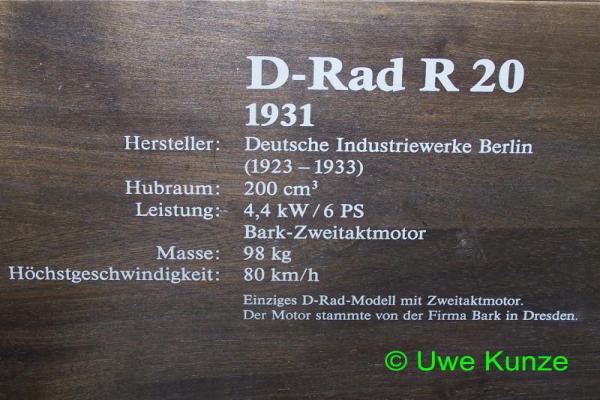 D-Rad R 20
1931
Hersteller: Deutsche Industriewerke Berlin
(1923 – 1933)
Hubraum: 200 cm³
Leistung: 4,4 kW / 6 PS
Bark-Zweitaktmotor
Masse: 98 kg
Höchstgeschwindigkeit: 80 km/h
Einziges D-Rad-Modell mit Zweitaktmotor.
Der Motor stammte von der Firma Bark in Dresden.
© Uwe Kunze